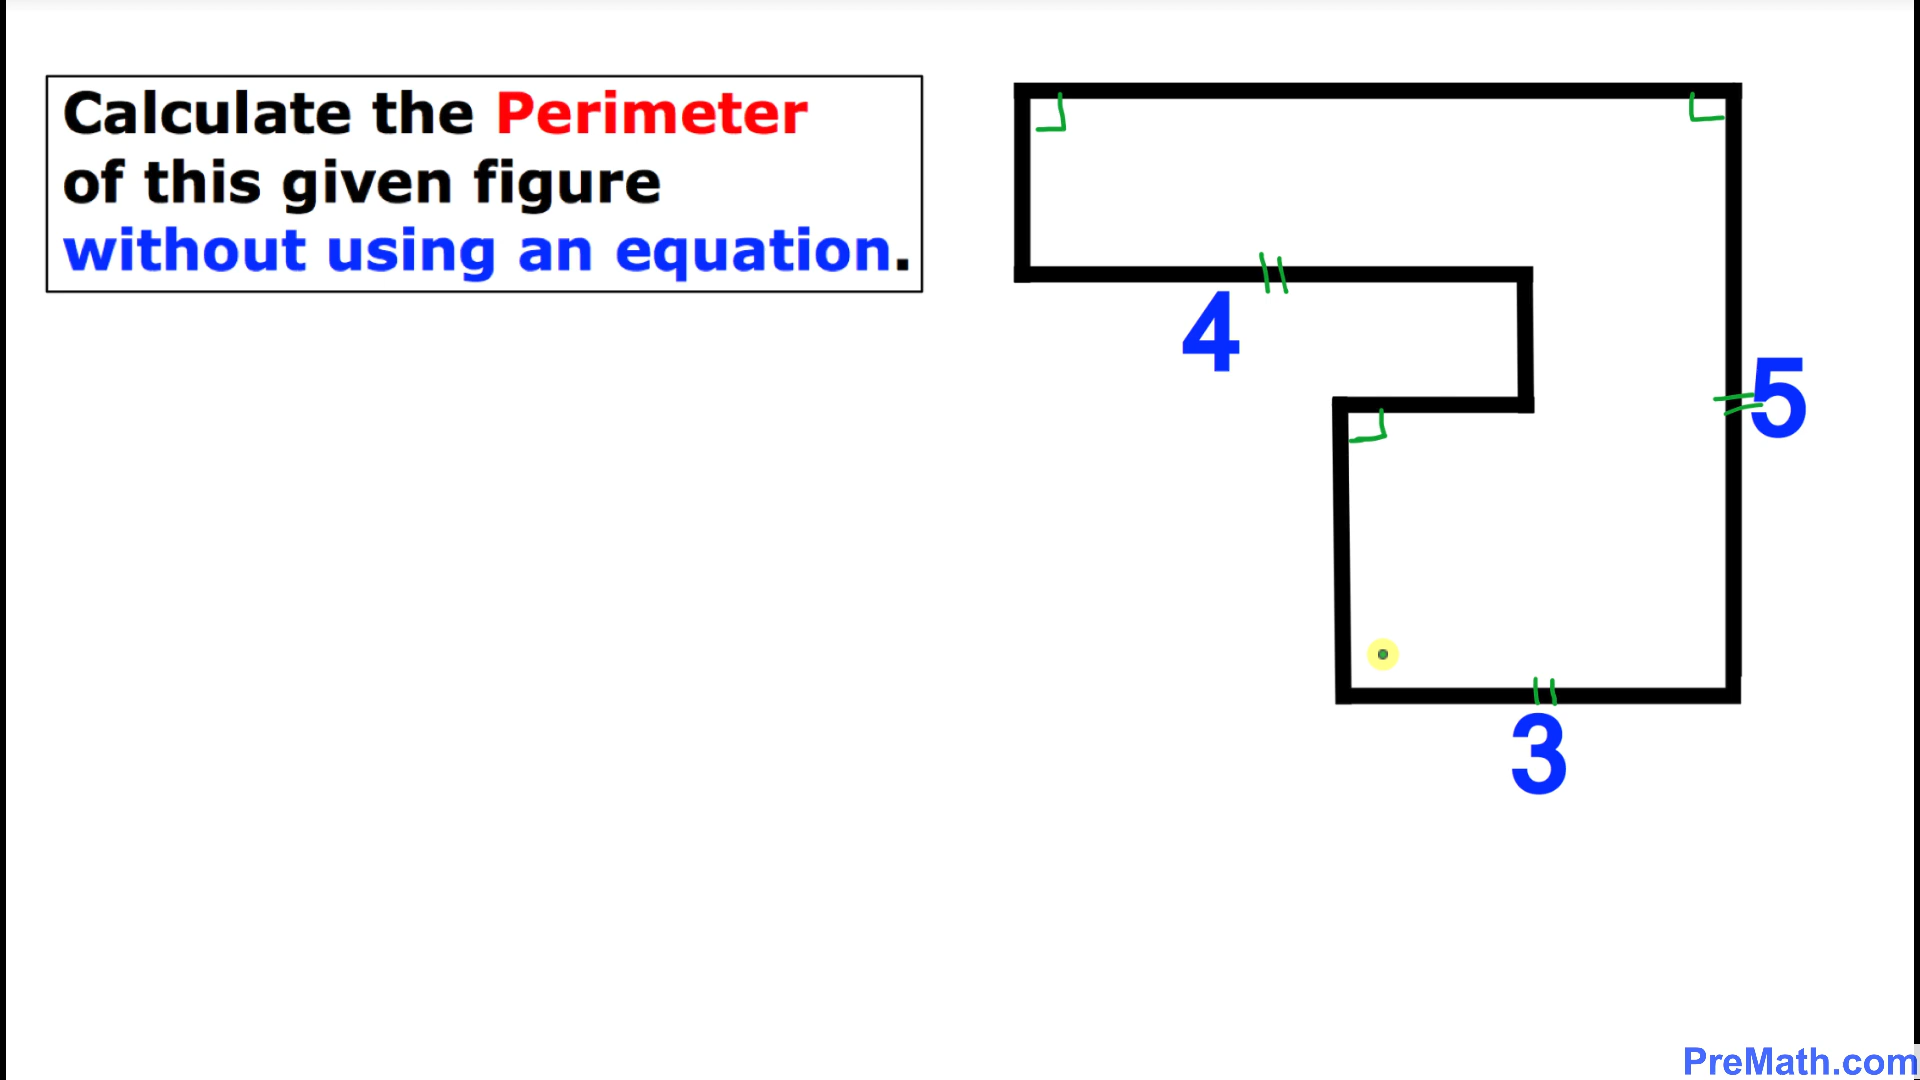 Calculate the Perimeter
of this given figure
without using an equation.
4
5
3
PreMath.com